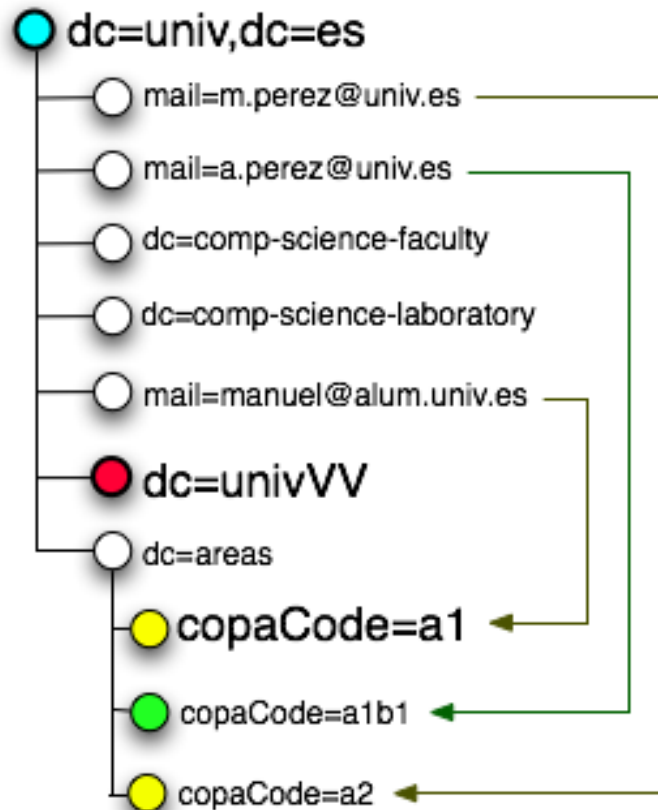 dc=univ,dc=es
mail=m.perez@univ.es
mail=a.perez@univ.es
dc=comp-science-faculty
dc=comp-science-laboratory
mail=manuel@alum.univ.es
dc=univVV
dc=areas
copaCode=a1
copaCode=a1b1
copaCode=a2